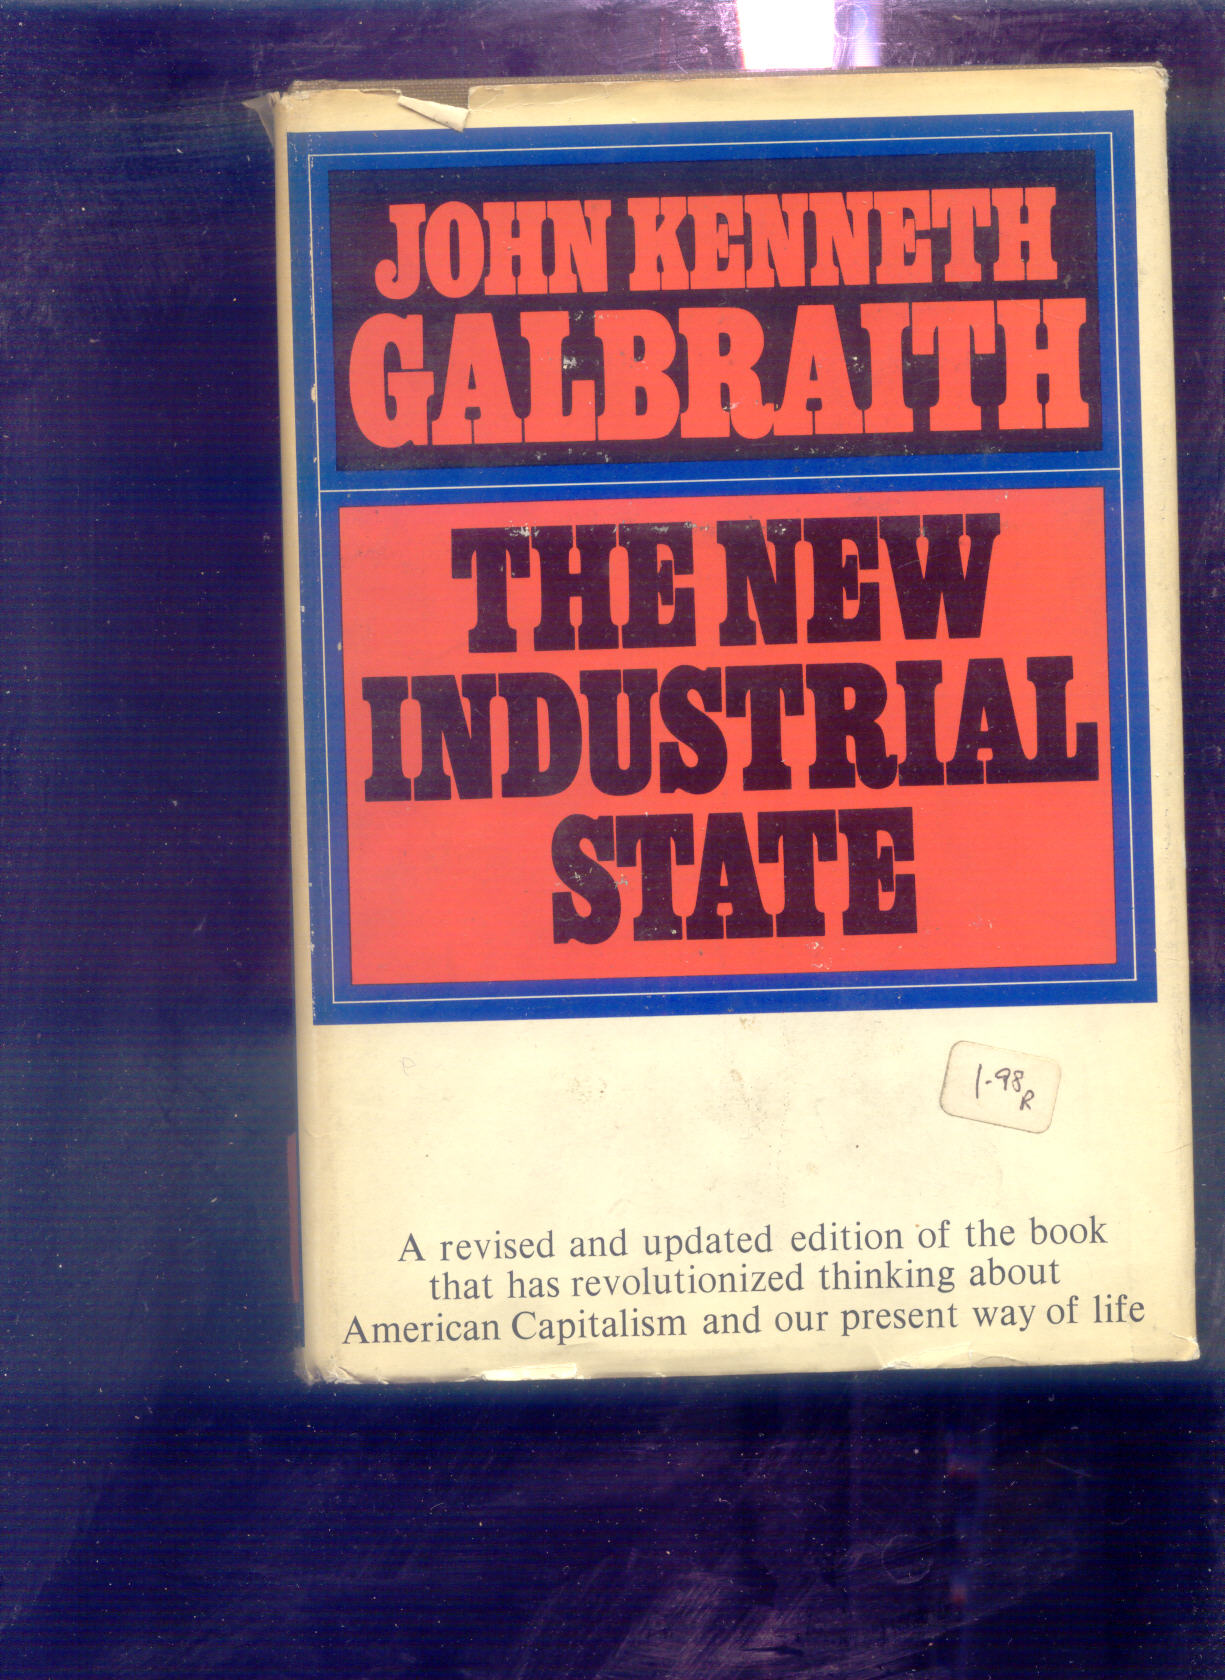 JOHN KENNETH
GALBRAITH
THE NEW
INDUSTRIAL
STATE
1.98
R
A revised and updated edition of the book
that has revolutionized thinking about
American Capitalism and our present way of life